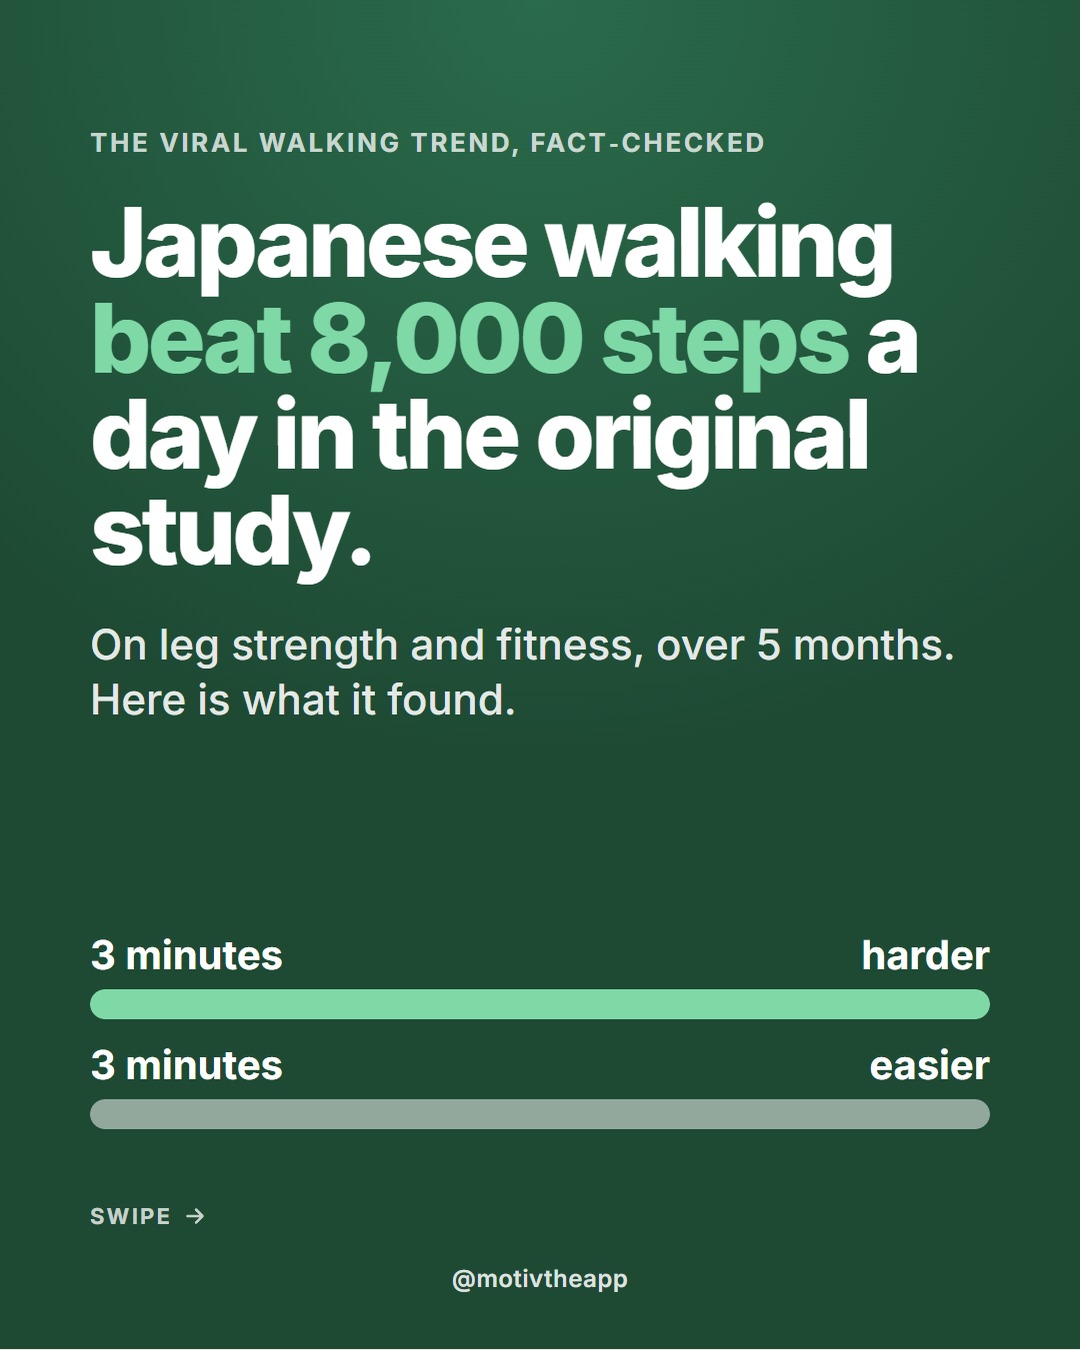 THE VIRAL WALKING TREND, FACT-CHECKED
Japanese walking
beat 8,000 steps a
day in the original
study.
On leg strength and fitness, over 5 months.
Here is what it found.
3 minutes harder
3 minutes easier
SWIPE →
@motivtheapp